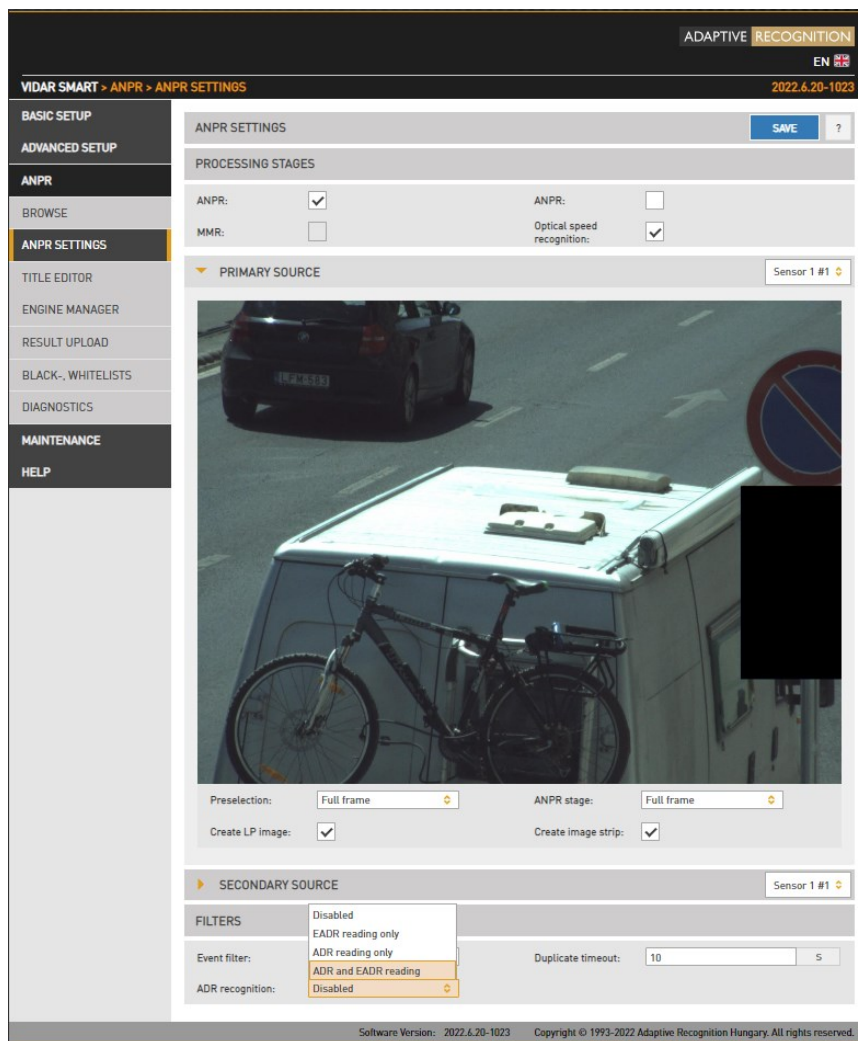 ADAPTIVE RECOGNITION
EN
VIDAR SMART > ANPR > ANPR SETTINGS
2022.6.20-1023
BASIC SETUP
ADVANCED SETUP
ANPR
BROWSE
ANPR SETTINGS
TITLE EDITOR
ENGINE MANAGER
RESULT UPLOAD
BLACK-, WHITELISTS
DIAGNOSTICS
MAINTENANCE
HELP
ANPR SETTINGS
SAVE
?
PROCESSING STAGES
ANPR:
ANPR:
MMR:
Optical speed
recognition:
PRIMARY SOURCE
Sensor 1 #1
LFM-583
Preselection:
Full frame
ANPR stage:
Full frame
Create LP image:
Create image strip:
SECONDARY SOURCE
Sensor 1 #1
FILTERS
Disabled
EADR reading only
ADR reading only
ADR and EADR reading
Event filter:
Duplicate timeout:
10
S
ADR recognition:
Disabled
Software Version: 2022.6.20-1023
Copyright © 1993-2022 Adaptive Recognition Hungary. All rights reserved.